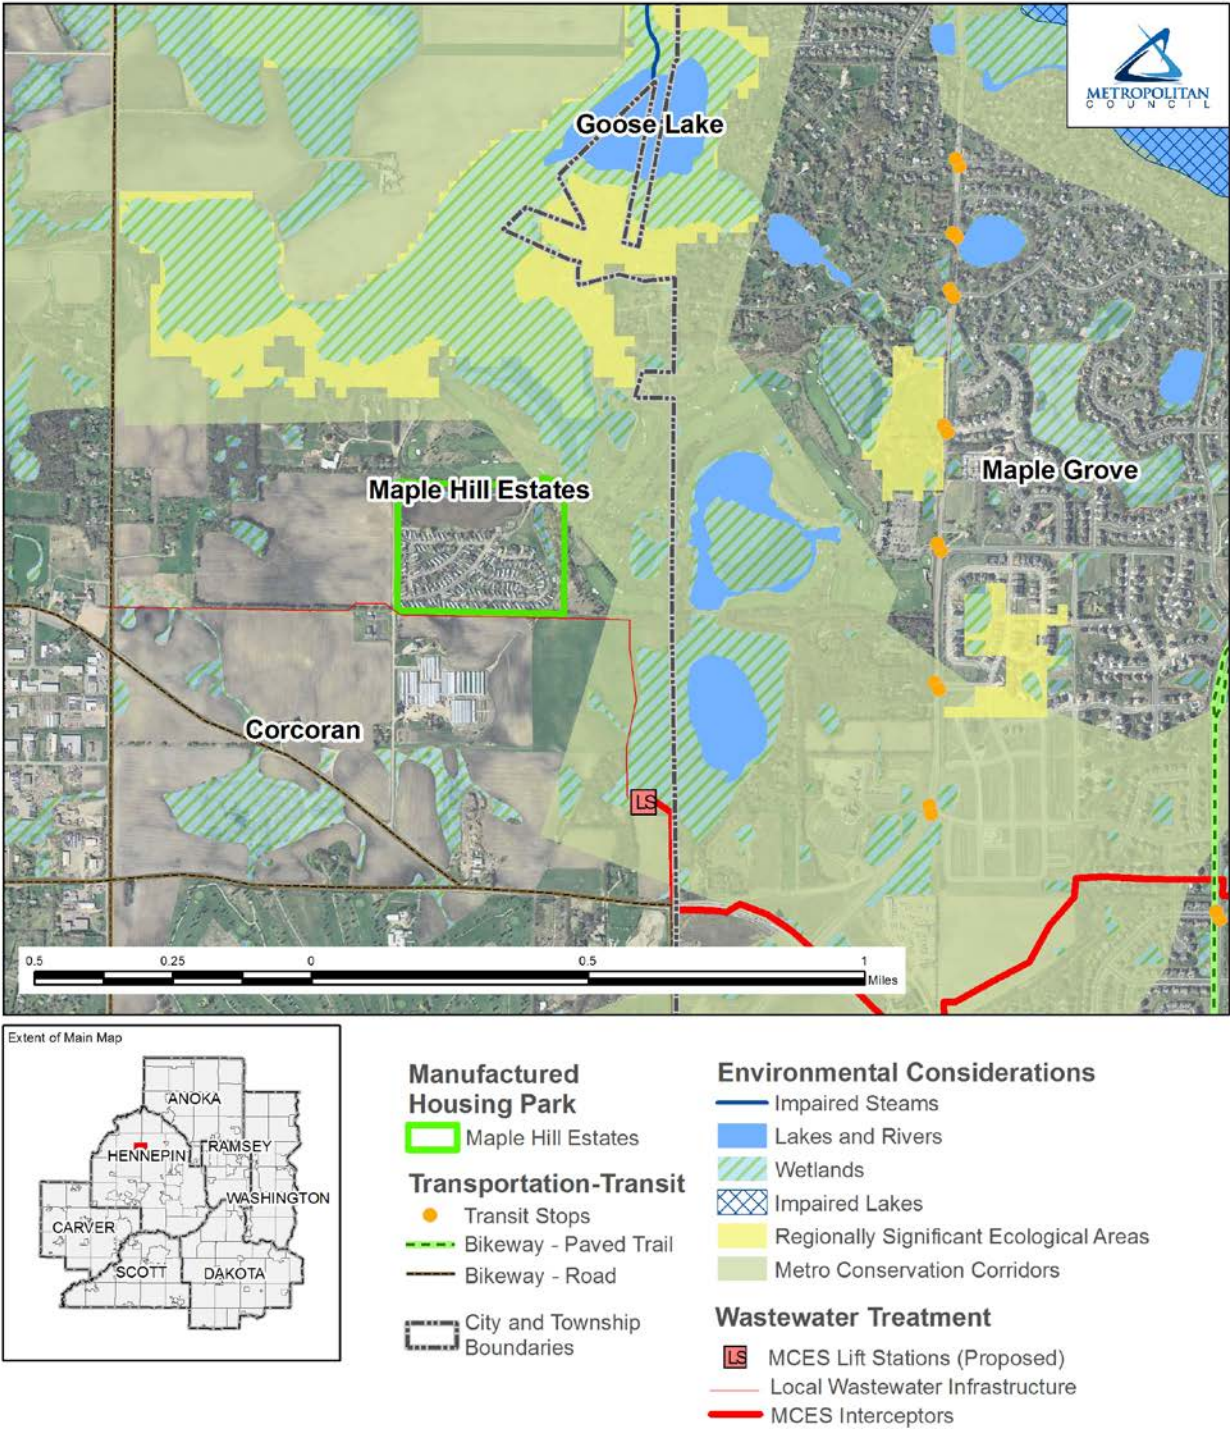 METROPOLITAN
COUNCIL
Goose Lake
Maple Grove
Maple Hill Estates
Corcoran
LS
0.5 0.25 0 0.5 1
Miles
Extent of Main Map
ANOKA
HENNEPIN
RAMSEY
WASHINGTON
CARVER
SCOTT
DAKOTA
Manufactured
Housing Park
Maple Hill Estates
Transportation-Transit
Transit Stops
Bikeway - Paved Trail
Bikeway - Road
City and Township
Boundaries
Environmental Considerations
Impaired Steams
Lakes and Rivers
Wetlands
Impaired Lakes
Regionally Significant Ecological Areas
Metro Conservation Corridors
Wastewater Treatment
LS MCES Lift Stations (Proposed)
Local Wastewater Infrastructure
MCES Interceptors